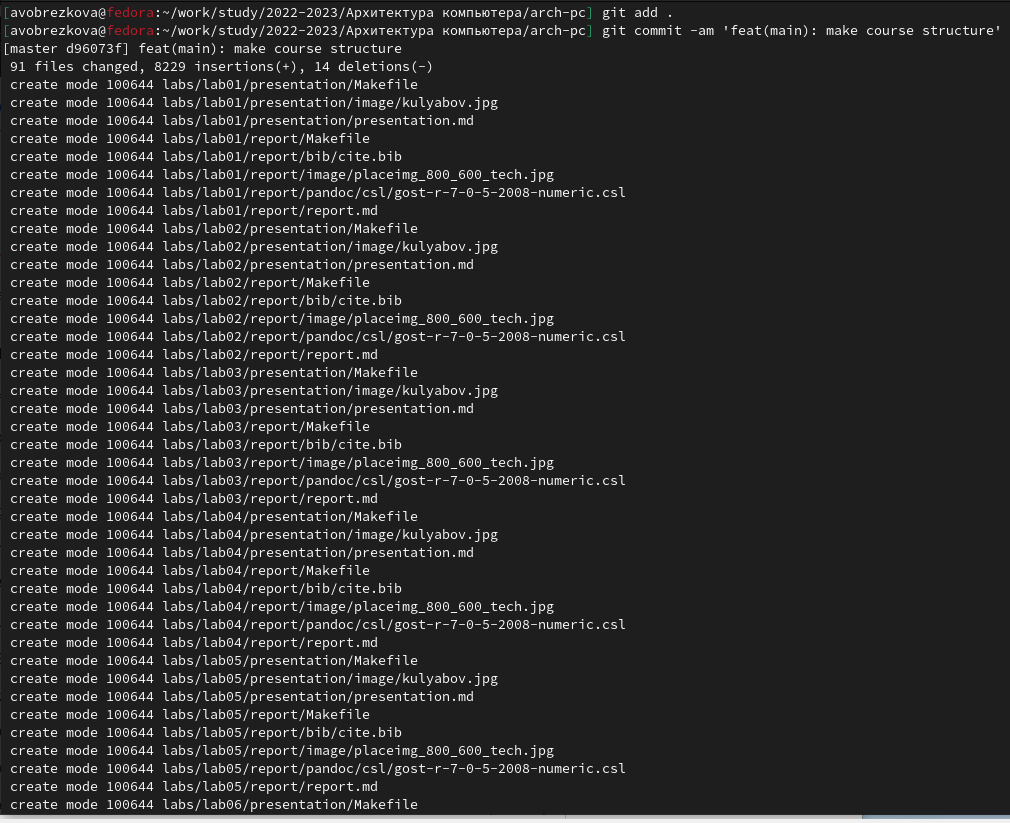 [avobrezkova@fedora:~/work/study/2022-2023/Архитектура компьютера/arch-pc] git add .
[avobrezkova@fedora:~/work/study/2022-2023/Архитектура компьютера/arch-pc] git commit -am 'feat(main): make course structure'
[master d96073f] feat(main): make course structure
91 files changed, 8229 insertions(+), 14 deletions(-)
create mode 100644 labs/lab01/presentation/Makefile
create mode 100644 labs/lab01/presentation/image/kulyabov.jpg
create mode 100644 labs/lab01/presentation/presentation.md
create mode 100644 labs/lab01/report/Makefile
create mode 100644 labs/lab01/report/bib/cite.bib
create mode 100644 labs/lab01/report/image/placeimg_800_600_tech.jpg
create mode 100644 labs/lab01/report/pandoc/csl/gost-r-7-0-5-2008-numeric.csl
create mode 100644 labs/lab01/report/report.md
create mode 100644 labs/lab02/presentation/Makefile
create mode 100644 labs/lab02/presentation/image/kulyabov.jpg
create mode 100644 labs/lab02/presentation/presentation.md
create mode 100644 labs/lab02/report/Makefile
create mode 100644 labs/lab02/report/bib/cite.bib
create mode 100644 labs/lab02/report/image/placeimg_800_600_tech.jpg
create mode 100644 labs/lab02/report/pandoc/csl/gost-r-7-0-5-2008-numeric.csl
create mode 100644 labs/lab02/report/report.md
create mode 100644 labs/lab03/presentation/Makefile
create mode 100644 labs/lab03/presentation/image/kulyabov.jpg
create mode 100644 labs/lab03/presentation/presentation.md
create mode 100644 labs/lab03/report/Makefile
create mode 100644 labs/lab03/report/bib/cite.bib
create mode 100644 labs/lab03/report/image/placeimg_800_600_tech.jpg
create mode 100644 labs/lab03/report/pandoc/csl/gost-r-7-0-5-2008-numeric.csl
create mode 100644 labs/lab03/report/report.md
create mode 100644 labs/lab04/presentation/Makefile
create mode 100644 labs/lab04/presentation/image/kulyabov.jpg
create mode 100644 labs/lab04/presentation/presentation.md
create mode 100644 labs/lab04/report/Makefile
create mode 100644 labs/lab04/report/bib/cite.bib
create mode 100644 labs/lab04/report/image/placeimg_800_600_tech.jpg
create mode 100644 labs/lab04/report/pandoc/csl/gost-r-7-0-5-2008-numeric.csl
create mode 100644 labs/lab04/report/report.md
create mode 100644 labs/lab05/presentation/Makefile
create mode 100644 labs/lab05/presentation/image/kulyabov.jpg
create mode 100644 labs/lab05/presentation/presentation.md
create mode 100644 labs/lab05/report/Makefile
create mode 100644 labs/lab05/report/bib/cite.bib
create mode 100644 labs/lab05/report/image/placeimg_800_600_tech.jpg
create mode 100644 labs/lab05/report/pandoc/csl/gost-r-7-0-5-2008-numeric.csl
create mode 100644 labs/lab05/report/report.md
create mode 100644 labs/lab06/presentation/Makefile